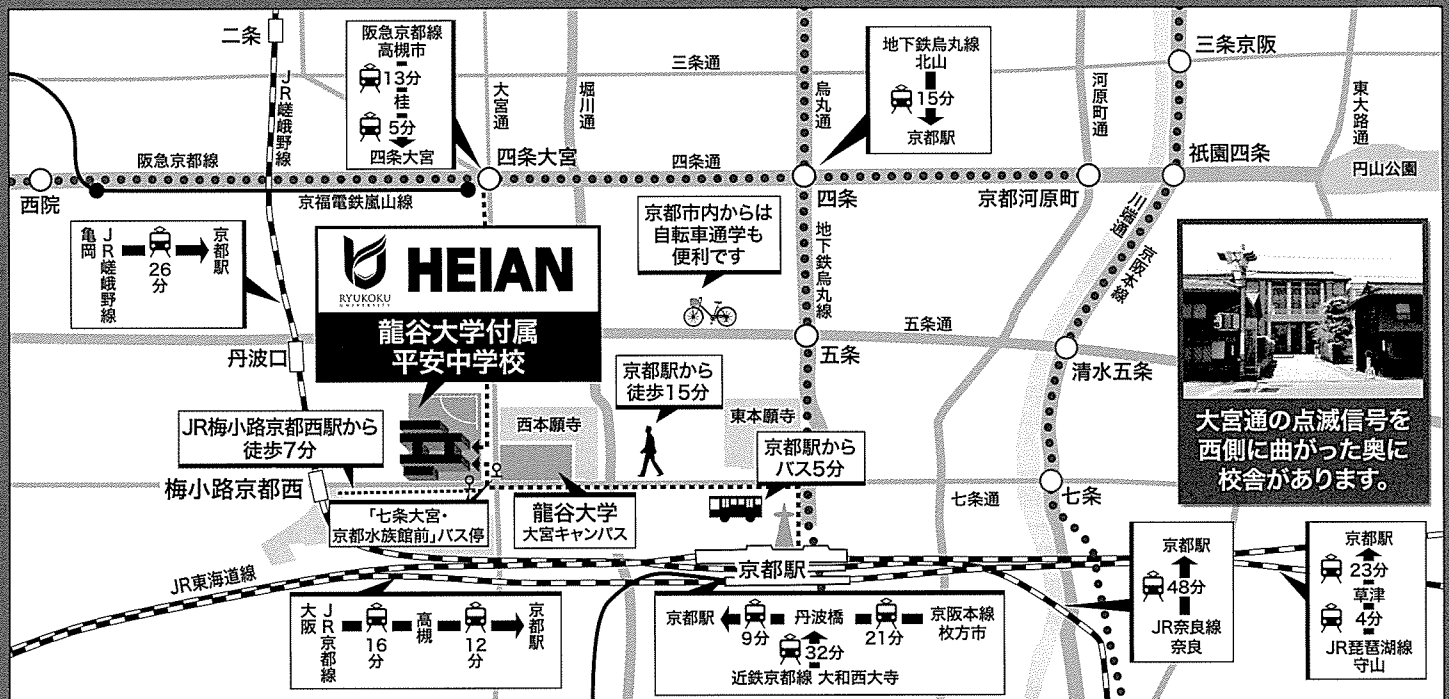 二条
JR嵯峨野線
阪急京都線
高槻市
13分
桂
5分
四条大宮
大宮通
堀川通
三条通
烏丸通
地下鉄烏丸線
北山
15分
京都駅
河原町通
三条京阪
東大路通
阪急京都線
四条大宮
四条通
祇園四条
円山公園
西院
京福電鉄嵐山線
四条
京都河原町
川端通
京阪本線
亀岡
JR嵯峨野線
26分
京都駅
RYUKOKU
UNIVERSITY
HEIAN
龍谷大学付属
平安中学校
京都市内からは
自転車通学も
便利です
地下鉄烏丸線
五条通
丹波口
五条
清水五条
京都駅から
徒歩15分
JR梅小路京都西駅から
徒歩7分
西本願寺
東本願寺
京都駅から
バス5分
大宮通の点滅信号を
西側に曲がった奥に
校舎があります。
梅小路京都西
七条通
七条
「七条大宮・
京都水族館前」バス停
龍谷大学
大宮キャンパス
京都駅
JR東海道線
大阪
JR京都線
16分
高槻
12分
京都駅
京都駅
9分
丹波橋
21分
京阪本線
枚方市
32分
近鉄京都線 大和西大寺
京都駅
48分
JR奈良線
奈良
京都駅
23分
草津
4分
JR琵琶湖線
守山